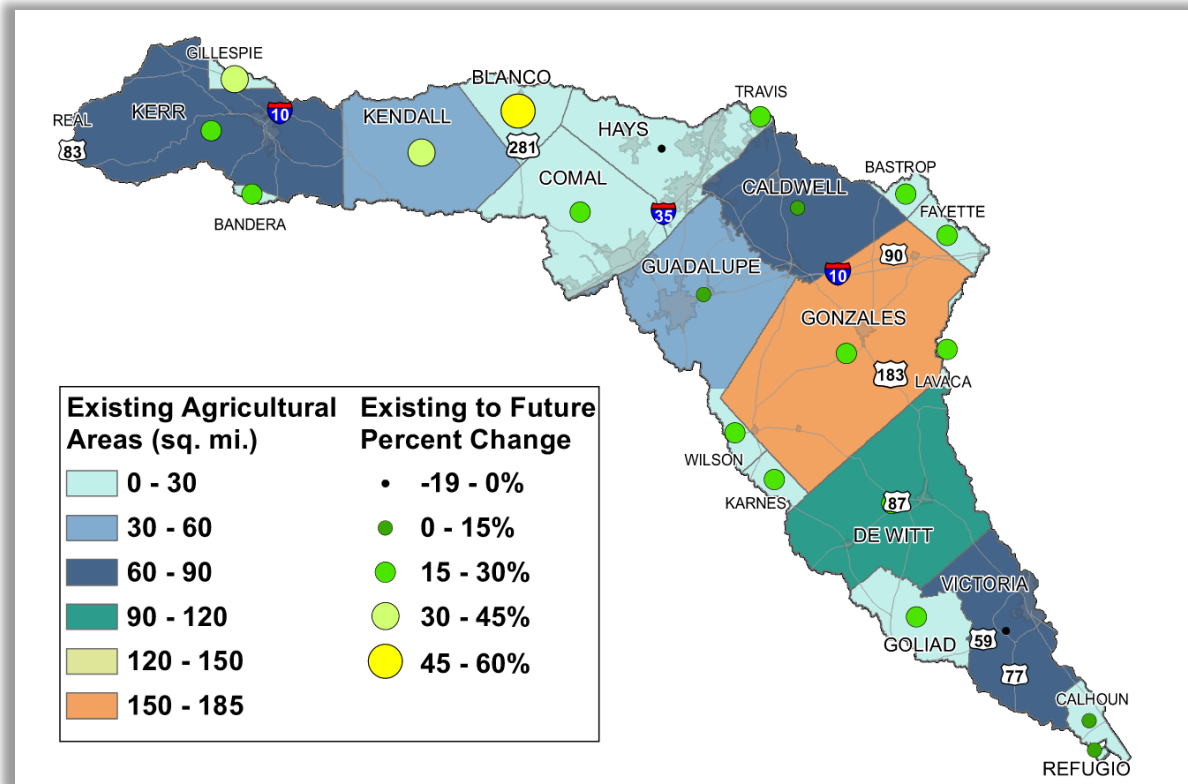 GILLESPIE
BLANCO
TRAVIS
KERR
10
KENDALL
HAYS
REAL
83
281
BASTROP
COMAL
CALDWELL
FAYETTE
BANDERA
35
90
GUADALUPE
10
GONZALES
183
LAVACA
Existing Agricultural
Areas (sq. mi.)
0 - 30
30 - 60
60 - 90
90 - 120
120 - 150
150 - 185
Existing to Future
Percent Change
-19 - 0%
0 - 15%
15 - 30%
30 - 45%
45 - 60%
WILSON
KARNES
87
DE WITT
VICTORIA
59
GOLIAD
77
CALHOUN
REFUGIO